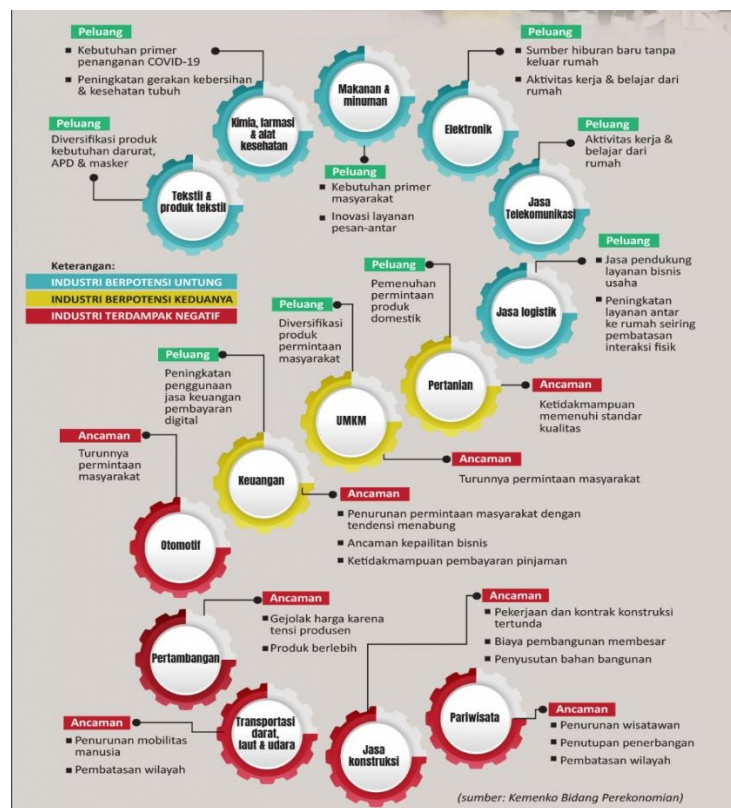 Peluang
Kebutuhan primer
penanganan COVID-19
Peningkatan gerakan kebersihan
& kesehatan tubuh
Kimia, farmasi
& alat
kesehatan
Makanan &
minuman
Peluang
Kebutuhan primer
masyarakat
Inovasi layanan
pesan-antar
Peluang
Sumber hiburan baru tanpa
keluar rumah
Aktivitas kerja & belajar dari
rumah
Elektronik
Peluang
Diversifikasi produk
kebutuhan darurat,
APD & masker
Tekstil &
produk tekstil
Peluang
Aktivitas kerja &
belajar dari
rumah
Jasa
Telekomunikasi
Keterangan:
INDUSTRI BERPOTENSI UNTUNG
INDUSTRI BERPOTENSI KEDUANYA
INDUSTRI TERDAMPAK NEGATIF
Peluang
Jasa pendukung
layanan bisnis
usaha
Peningkatan
layanan antar
ke rumah seiring
pembatasan
interaksi fisik
Jasa logistik
Peluang
Pemenuhan
permintaan
produk
domestik
Pertanian
Ancaman
Ketidakmampuan
memenuhi standar
kualitas
Peluang
Diversifikasi
produk
permintaan
masyarakat
UMKM
Ancaman
Turunnya permintaan masyarakat
Peluang
Peningkatan
penggunaan
jasa keuangan
pembayaran
digital
Keuangan
Ancaman
Penurunan permintaan masyarakat dengan
tendensi menabung
Ancaman kepailitan bisnis
Ketidakmampuan pembayaran pinjaman
Ancaman
Turunnya
permintaan
masyarakat
Otomotif
Ancaman
Gejolak harga karena
tensi produsen
Produk berlebih
Pertambangan
Ancaman
Pekerjaan dan kontrak konstruksi
tertunda
Biaya pembangunan membesar
Penyusutan bahan bangunan
Jasa
konstruksi
Ancaman
Penurunan mobilitas
manusia
Pembatasan wilayah
Transportasi
darat,
laut & udara
Pariwisata
Ancaman
Penurunan wisatawan
Penutupan penerbangan
Pembatasan wilayah
(sumber: Kemenko Bidang Perekonomian)